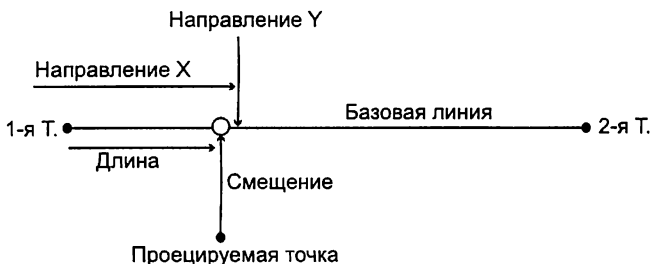 Направление Y
Направление X
Базовая линия
1-я Т.
2-я Т.
Длина
Смещение
Проецируемая точка